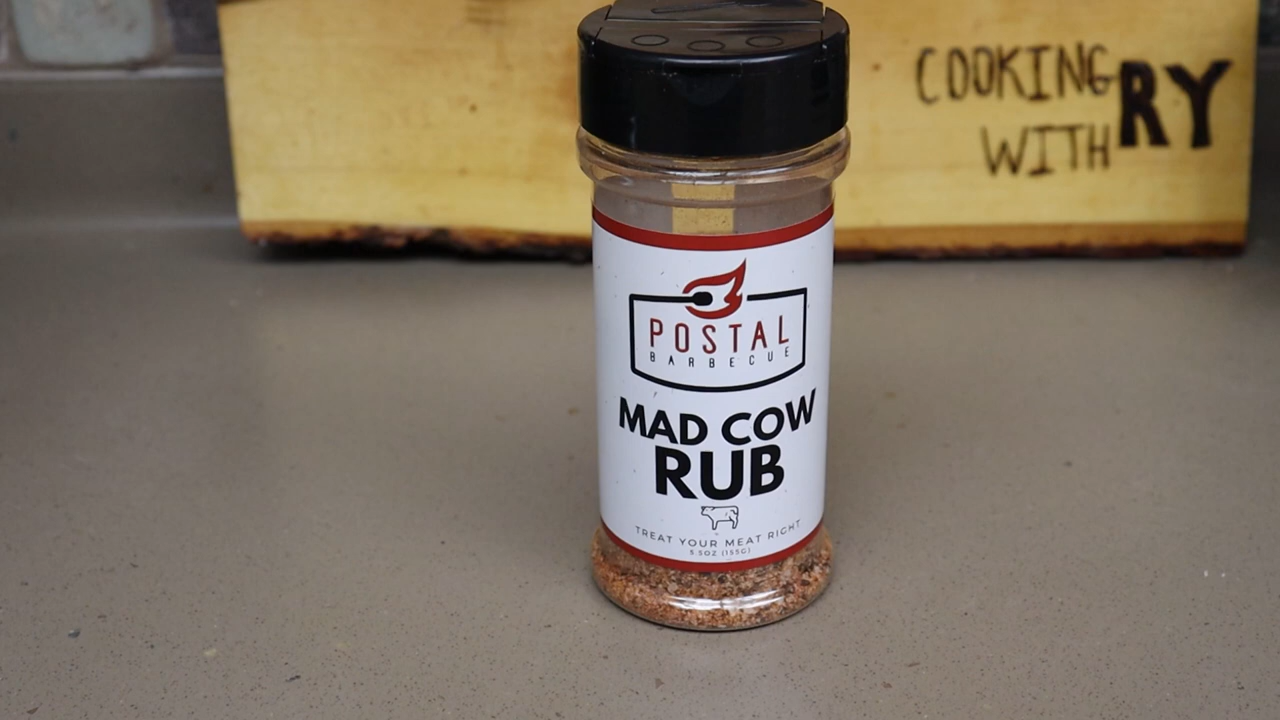 COOKING
WITH RY
POSTAL
BARBECUE
MAD COW
RUB
TREAT YOUR MEAT RIGHT
5.5OZ (155G)